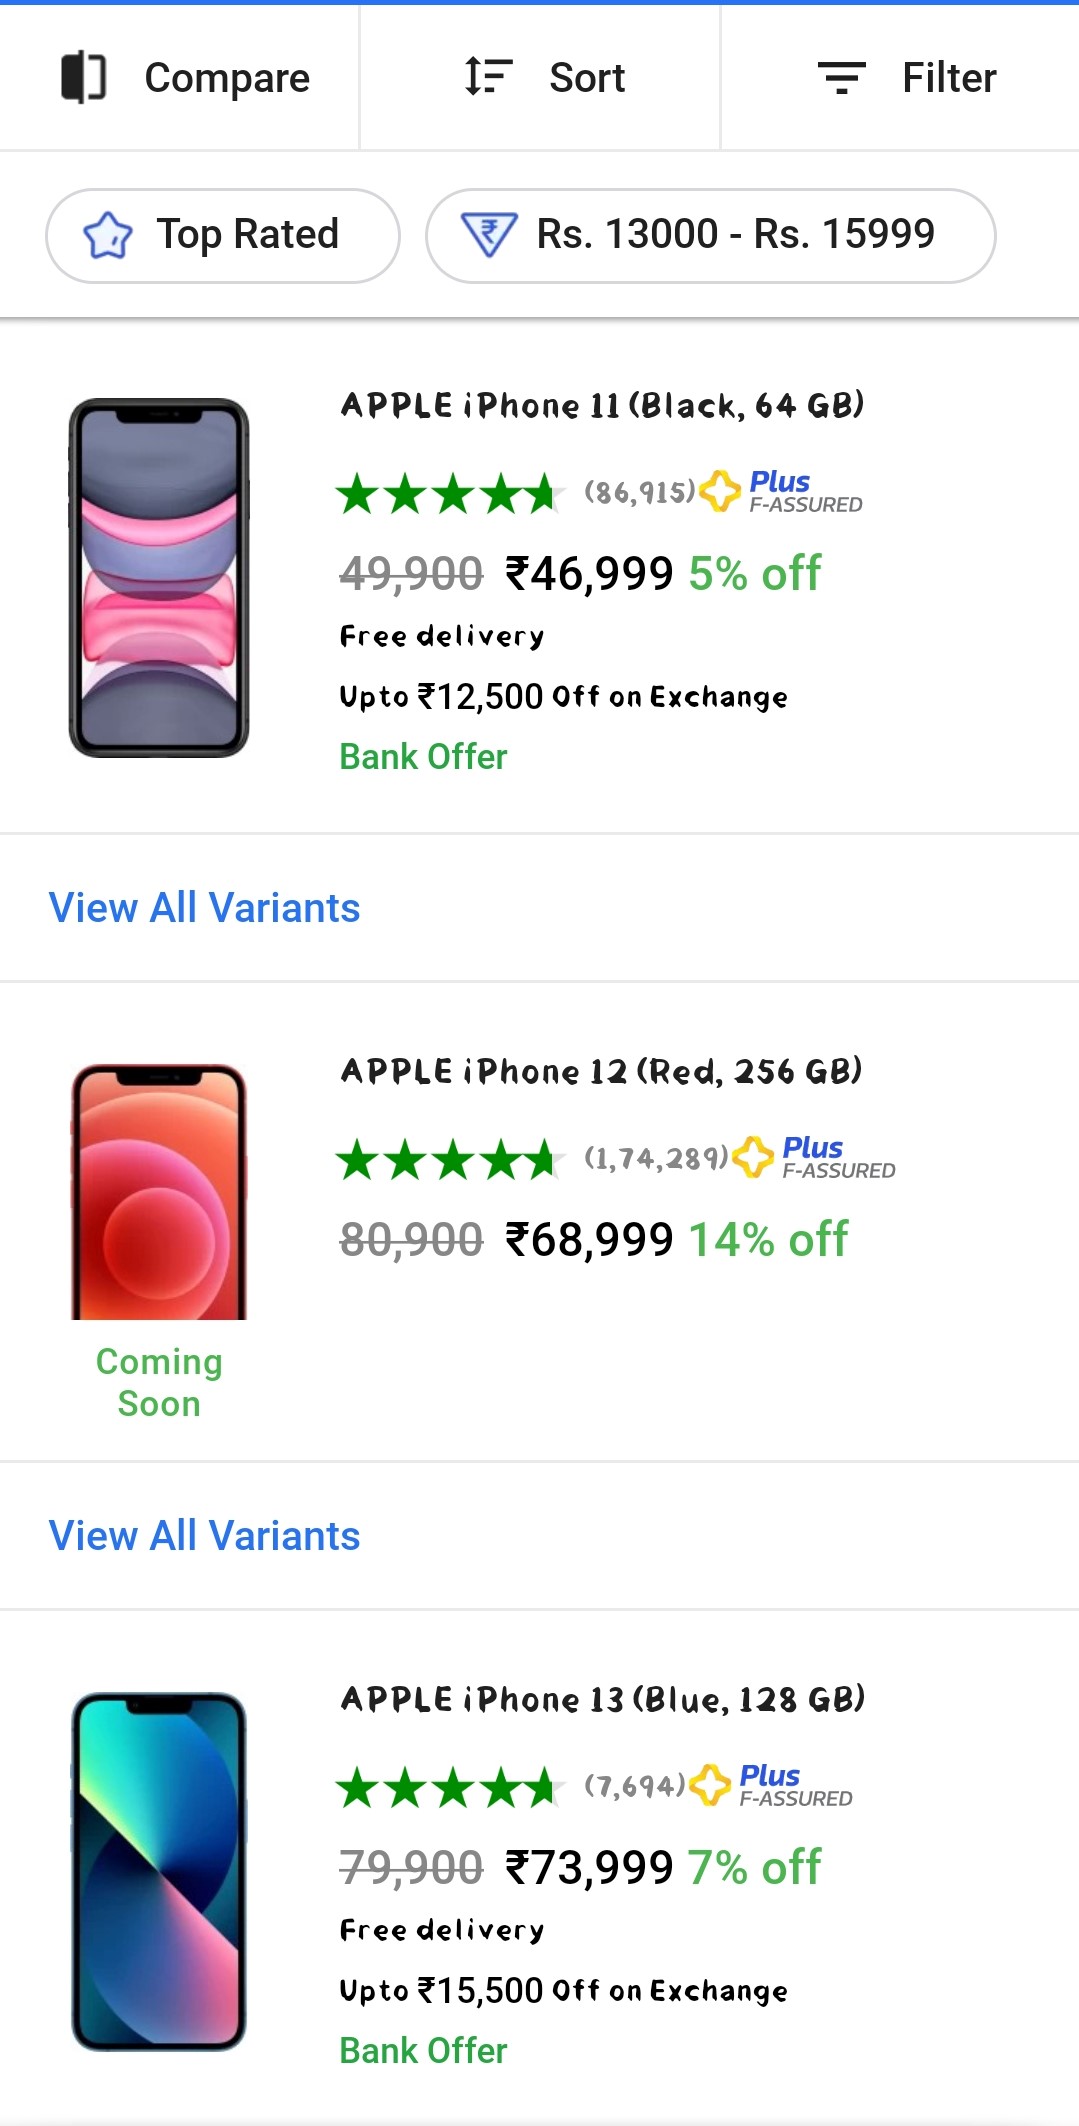 Compare Sort Filter
Top Rated ₹ Rs. 13000 - Rs. 15999
APPLE iPhone 11 (Black, 64 GB)
(86,915) Plus
F-ASSURED
49,900 ₹46,999 5% off
Free delivery
Upto ₹12,500 Off on Exchange
Bank Offer
View All Variants
APPLE iPhone 12 (Red, 256 GB)
(1,74,289) Plus
F-ASSURED
80,900 ₹68,999 14% off
Coming
Soon
View All Variants
APPLE iPhone 13 (Blue, 128 GB)
(7,694) Plus
F-ASSURED
79,900 ₹73,999 7% off
Free delivery
Upto ₹15,500 Off on Exchange
Bank Offer